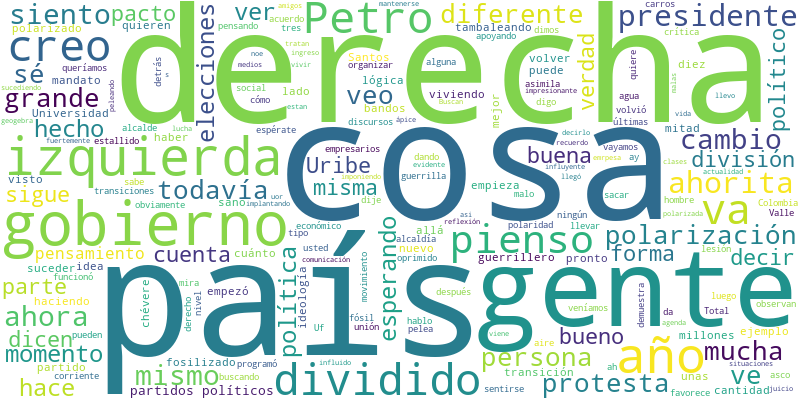 siento
pacto
quieren
polarizado
ver
Petro
diferente
presidente
acuerdo
pensando
tres
apoyando
tambaleando
carros
mantenerse
amigos
derecha
creo
elecciones
sé
mandato
queríamos
grande
detrás
medios
noe
ingreso
vivir
tratan
Santos
organizar
dimos
alguna
lógica
volver
puede
verdad
quiere
crítica
diez
político
agua
asimila
impresionante
digo
volvió
últimas
vida
llevo
malas
sucediendo
geogebra
peleando
Universidad
social
cómo
lado
veo
viviendo
bandos
discursos
ápice
mejor
hecho
alcalde
lucha
fuertemente
estallido
haber
espérate
s
estan
empresarios
cosa
vayamos
ay
mitad
cambio
izquierda
visto
evidente
influyente
decirlo
recuerdo
llegó
dando
guerrilla
Uribe
buena
división
clases
actualidad
enrpesa
sigue
transiciones
sabe
obviamente
implantando
todavía
sano
uor
misma
dije
imponiendo
empieza
malo
sacar
ahorita
hombre
Colombia
polarizada
Valle
gobierno
económico
tipo
allá
así
reflexión
ningún
polaridad
llevar
va
pensamiento
suceder
idea
funcionó
cuenta
cuánto
usted
esperando
nuevo
alcaldía
oprimido
pienso
polarización
guerrillero
pronto
forma
decir
lesión
parte
haciendo
chévere
empezó
mira
derecho
nivel
ideología
comunicación
movimiento
política
después
hablo
pelea
país
gente
viene
veníamos
demuestra
da
agenda
luego
Total
observan
ahora
dicen
pueden
Uf
fósil
unión
año
bueno
mucha
millones
ejemplo
momento
partido
corriente
fosilizado
programó
buscando
influido
Buscan
persona
transición
aire
ah
ve
unas
asco
situaciones
hace
mismo
partidos políticos
dividido
sentirse
protesta
favorece
cantidad
juicio